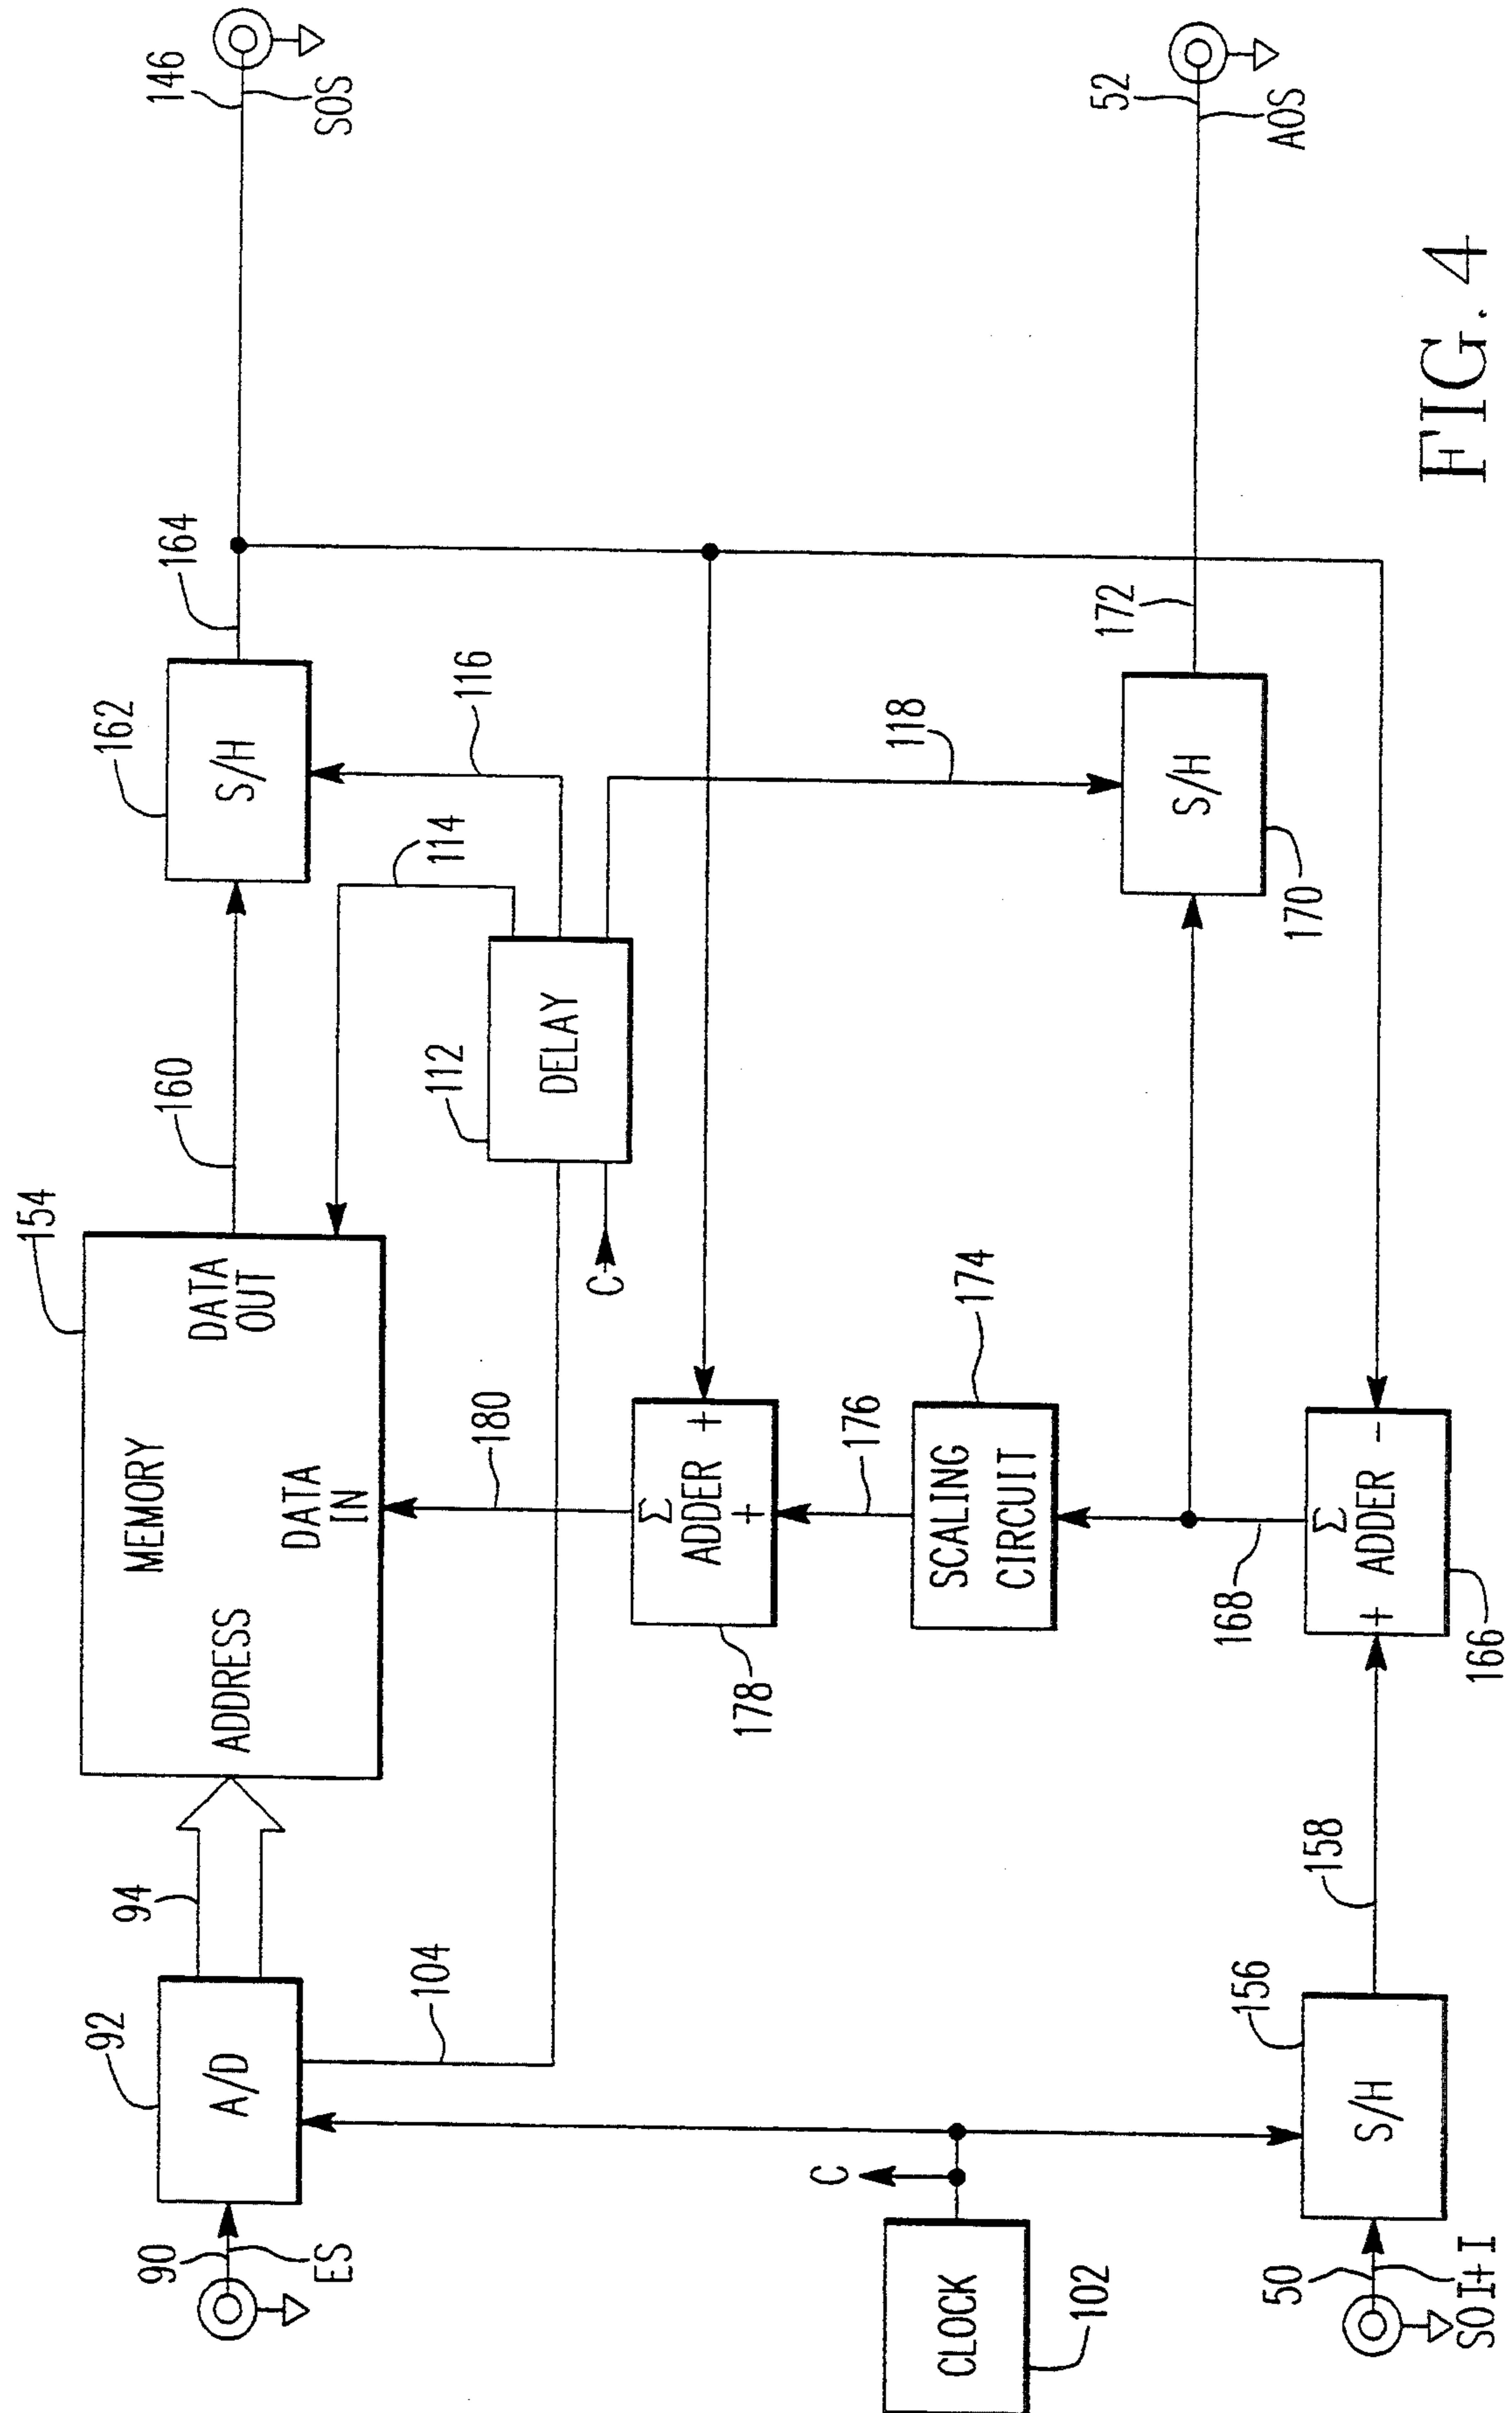 154
MEMORY
ADDRESS
DATA
IN
DATA
OUT
92
A/D
94
90
ES
104
160
162
S/H
164
146
SOS
114
116
112
DELAY
C
180
178
Σ
ADDER +
+
118
176
174
SCALING
CIRCUIT
C
CLOCK
102
168
Σ
+ ADDER -
166
158
156
S/H
50
SOI+I
S/H
170
172
52
AOS
FIG. 4